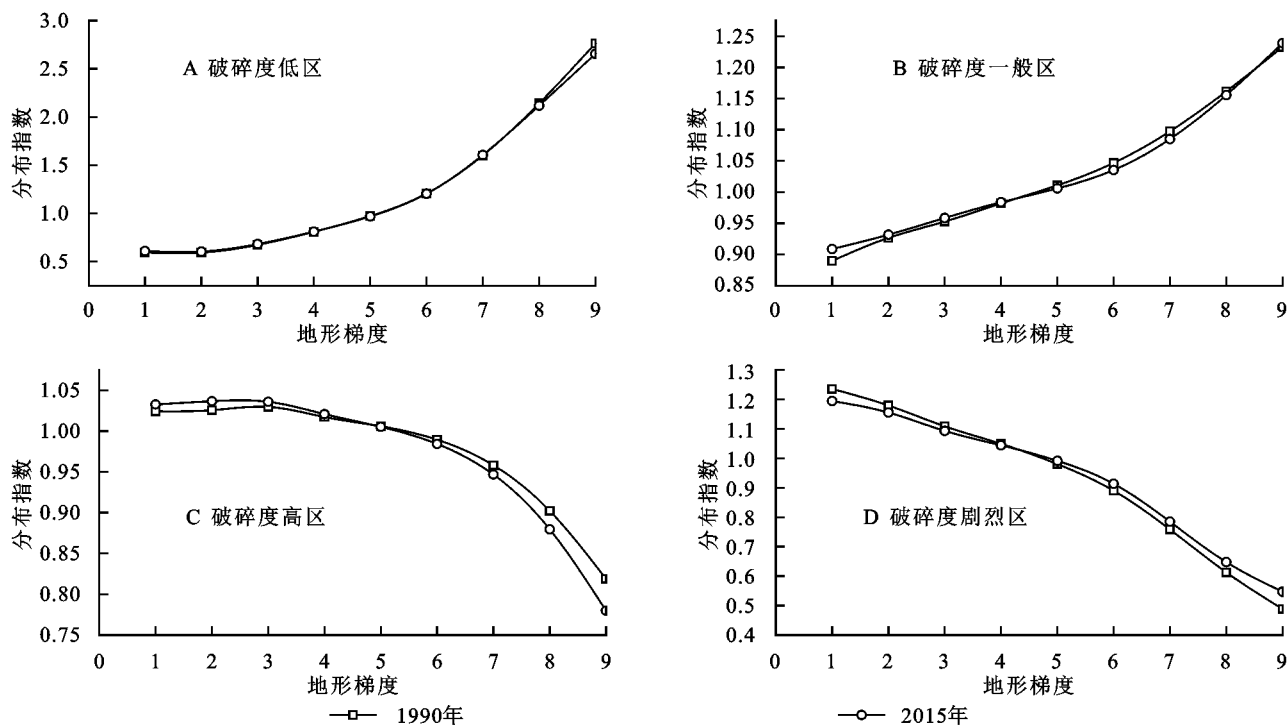 3.0
2.5
2.0
1.5
1.0
0.5
分布指数
A 破碎度低区
0 1 2 3 4 5 6 7 8 9
地形梯度
1.25
1.20
1.15
1.10
1.05
1.00
0.95
0.90
0.85
分布指数
B 破碎度一般区
0 1 2 3 4 5 6 7 8 9
地形梯度
1.05
1.00
0.95
0.90
0.85
0.80
0.75
分布指数
C 破碎度高区
0 1 2 3 4 5 6 7 8 9
地形梯度
1.3
1.2
1.1
1.0
0.9
0.8
0.7
0.6
0.5
0.4
分布指数
D 破碎度剧烈区
0 1 2 3 4 5 6 7 8 9
地形梯度
1990年 2015年